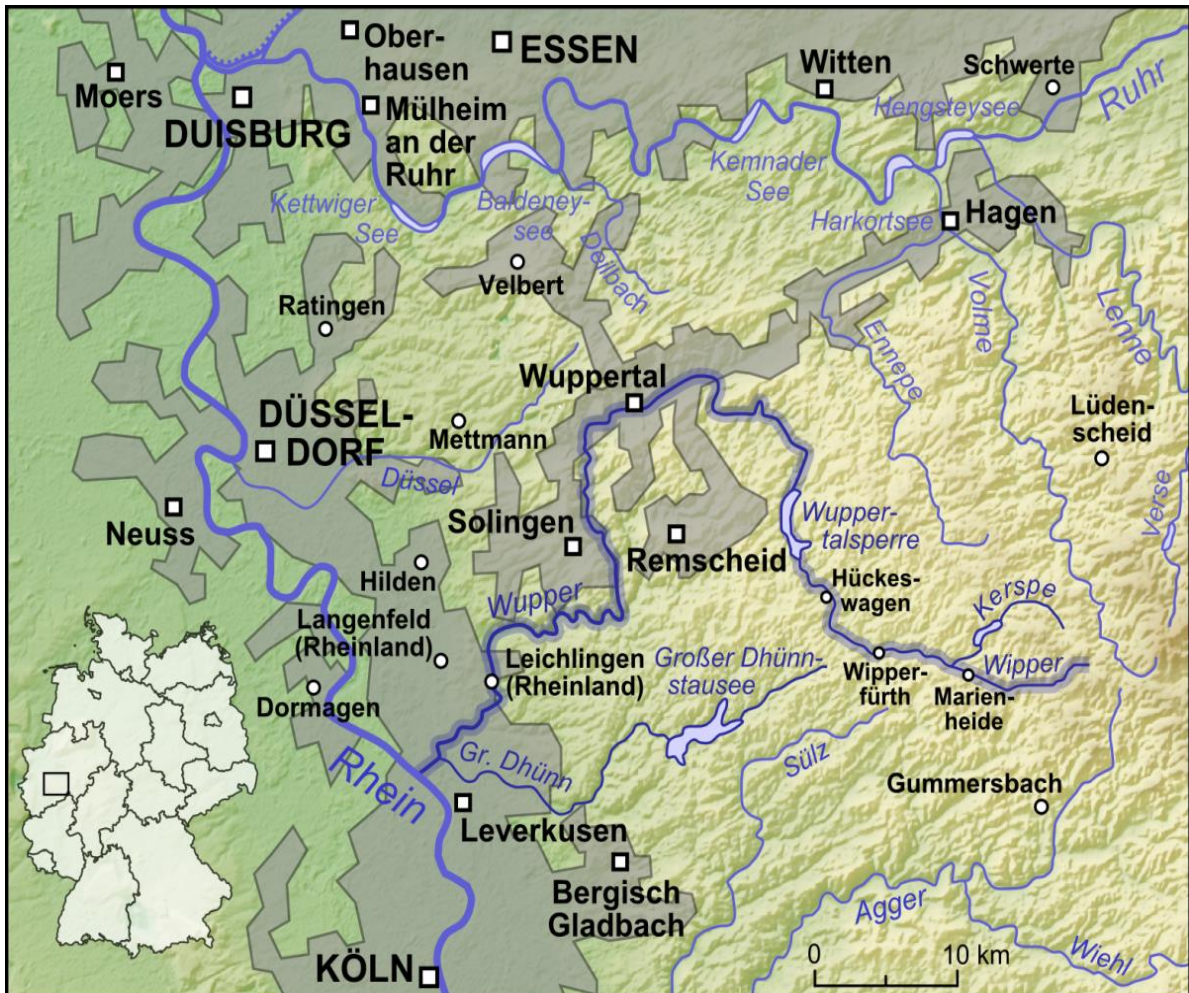 Ober-
hausen
ESSEN
Moers
DUISBURG
Mülheim
an der
Ruhr
Witten
Schwerte
Hengsteysee
Ruhr
Kemnader
See
Kettwiger
See
Baldeney-
see
Deilbach
Harkortsee
Hagen
Velbert
Ratingen
Volme
Lenne
Ennepe
Wuppertal
DÜSSEL-
DORF
Mettmann
Düssel
Lüden-
scheid
Verse
Neuss
Solingen
Remscheid
Wupper-
talsperre
Hilden
Wupper
Hückes-
wagen
Kerspe
Langenfeld
(Rheinland)
Leichlingen
(Rheinland)
Großer Dhünn-
stausee
Wipper-
fürth
Wipper
Marien-
heide
Dormagen
Rhein
Gr. Dhünn
Sülz
Gummersbach
Leverkusen
Bergisch
Gladbach
Agger
Wiehl
KÖLN
0 10 km